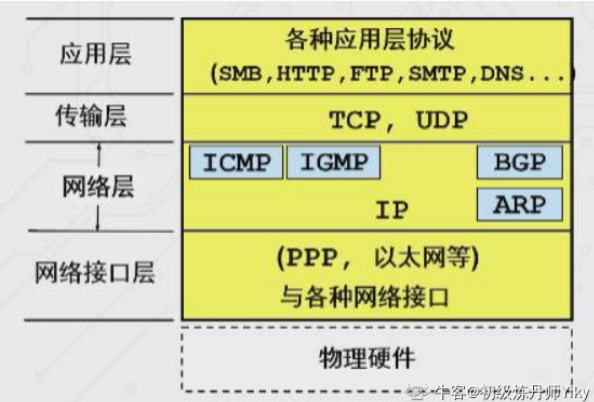 应用层
各种应用层协议
(SMB,HTTP,FTP,SMTP,DNS...)
传输层
TCP, UDP
网络层
ICMP
IGMP
BGP
IP
ARP
网络接口层
(PPP, 以太网等)
与各种网络接口
物理硬件
牛客@初级炼丹师Yiky